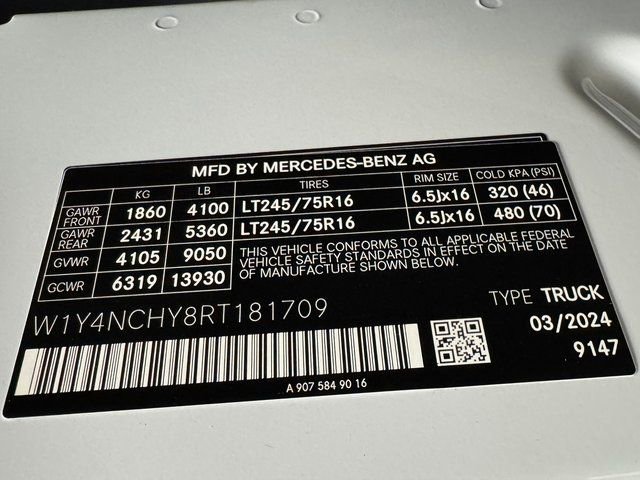 MFD BY MERCEDES-BENZ AG
KG LB TIRES RIM SIZE COLD KPA (PSI)
GAWR FRONT 1860 4100 LT245/75R16 6.5Jx16 320 (46)
GAWR REAR 2431 5360 LT245/75R16 6.5Jx16 480 (70)
GVWR 4105 9050
GCWR 6319 13930
THIS VEHICLE CONFORMS TO ALL APPLICABLE FEDERAL
VEHICLE SAFETY STANDARDS IN EFFECT ON THE DATE
OF MANUFACTURE SHOWN BELOW.
W1Y4NCHY8RT181709
TYPE TRUCK
03/2024
9147
A 907 584 90 16